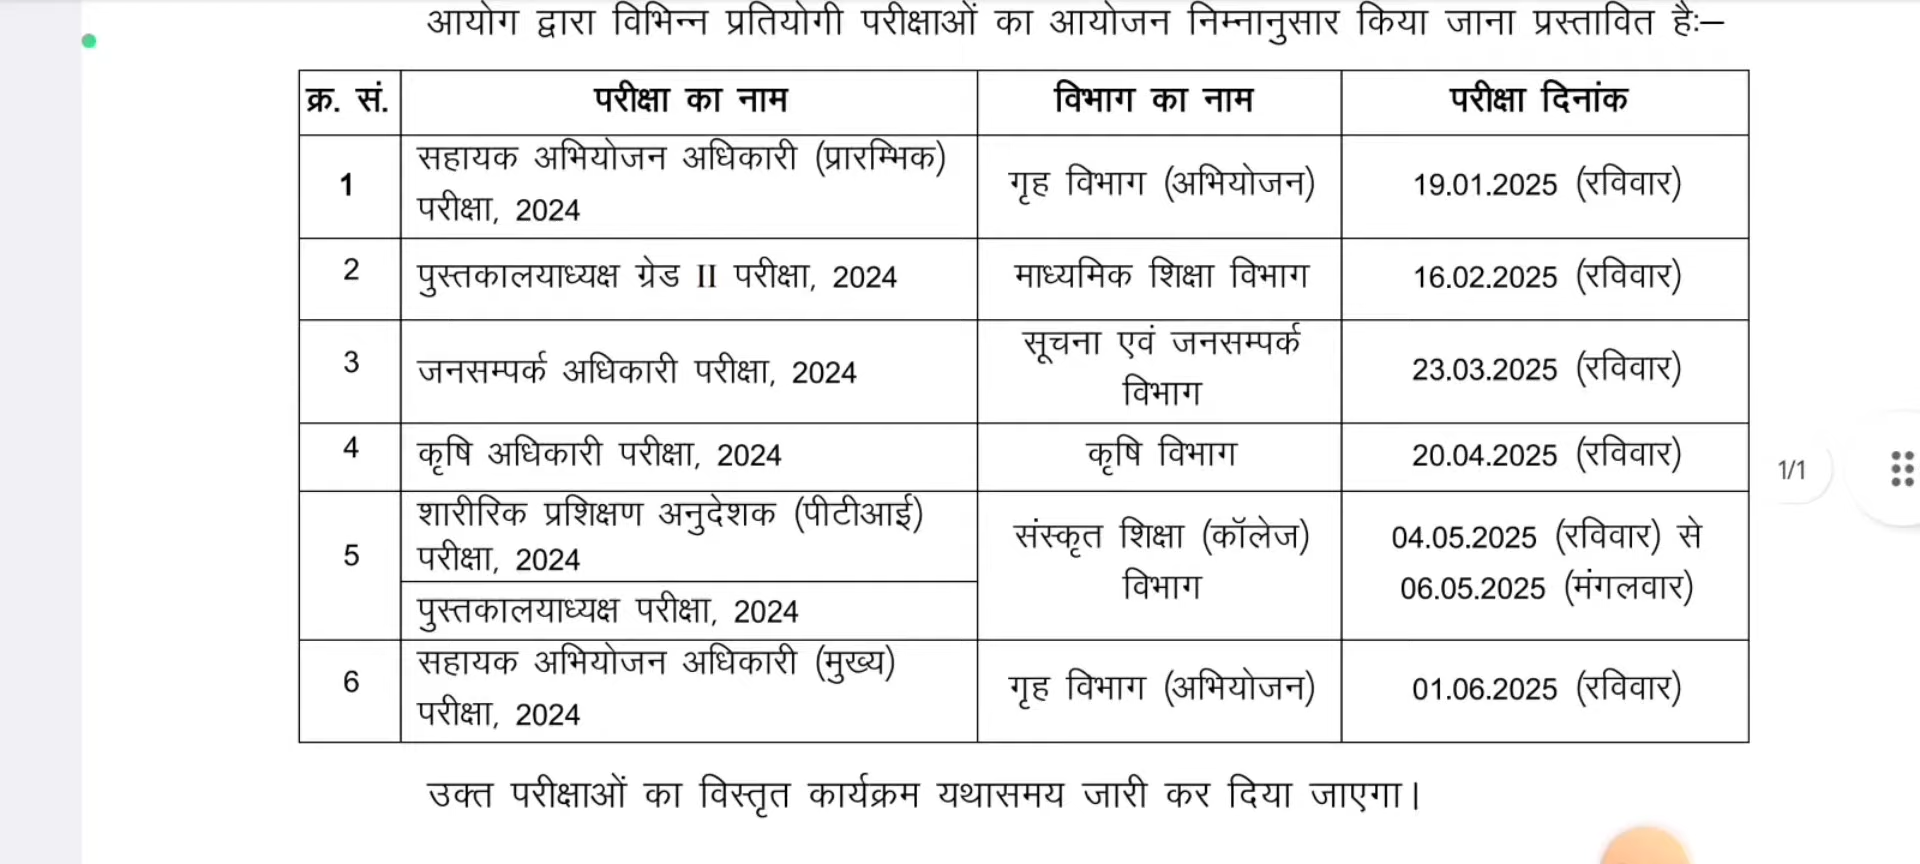 आयोग द्वारा विभिन्न प्रतियोगी परीक्षाओं का आयोजन निम्नानुसार किया जाना प्रस्तावित है:–
क्र. सं. परीक्षा का नाम विभाग का नाम परीक्षा दिनांक
1 सहायक अभियोजन अधिकारी (प्रारम्भिक)
परीक्षा, 2024
गृह विभाग (अभियोजन) 19.01.2025 (रविवार)
2 पुस्तकालयाध्यक्ष ग्रेड II परीक्षा, 2024 माध्यमिक शिक्षा विभाग 16.02.2025 (रविवार)
3 जनसम्पर्क अधिकारी परीक्षा, 2024
सूचना एवं जनसम्पर्क
विभाग
23.03.2025 (रविवार)
4 कृषि अधिकारी परीक्षा, 2024 कृषि विभाग 20.04.2025 (रविवार)
1/1
5
शारीरिक प्रशिक्षण अनुदेशक (पीटीआई)
परीक्षा, 2024
पुस्तकालयाध्यक्ष परीक्षा, 2024
संस्कृत शिक्षा (कॉलेज)
विभाग
04.05.2025 (रविवार) से
06.05.2025 (मंगलवार)
6
सहायक अभियोजन अधिकारी (मुख्य)
परीक्षा, 2024
गृह विभाग (अभियोजन) 01.06.2025 (रविवार)
उक्त परीक्षाओं का विस्तृत कार्यक्रम यथासमय जारी कर दिया जाएगा।